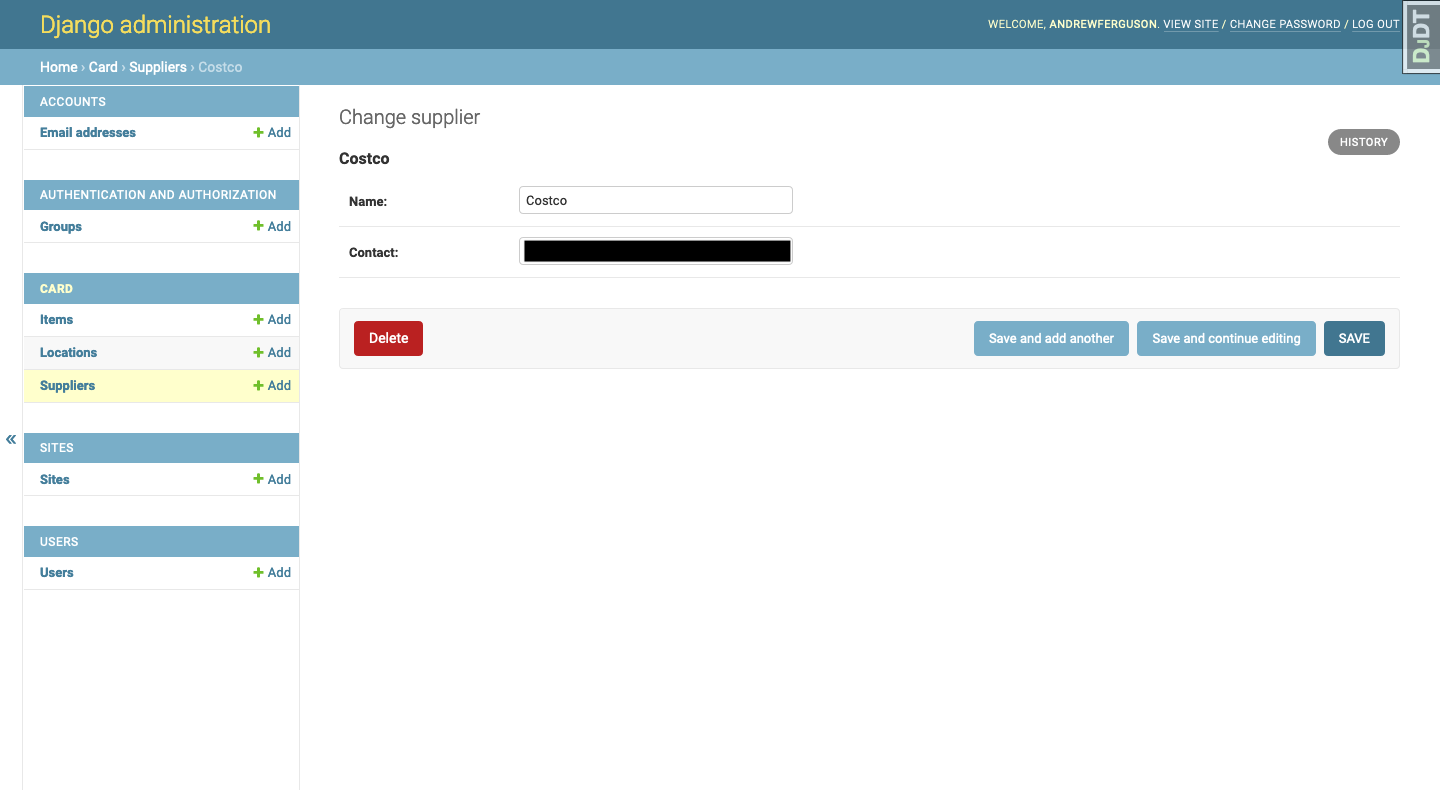 Django administration
WELCOME, ANDREWFERGUSON. VIEW SITE / CHANGE PASSWORD / LOG OUT
DJDT
Home › Card › Suppliers › Costco
ACCOUNTS
Email addresses + Add
AUTHENTICATION AND AUTHORIZATION
Groups + Add
CARD
Items + Add
Locations + Add
Suppliers + Add
SITES
Sites + Add
USERS
Users + Add
«
Change supplier
HISTORY
Costco
Name: Costco
Contact:
Delete
Save and add another
Save and continue editing
SAVE